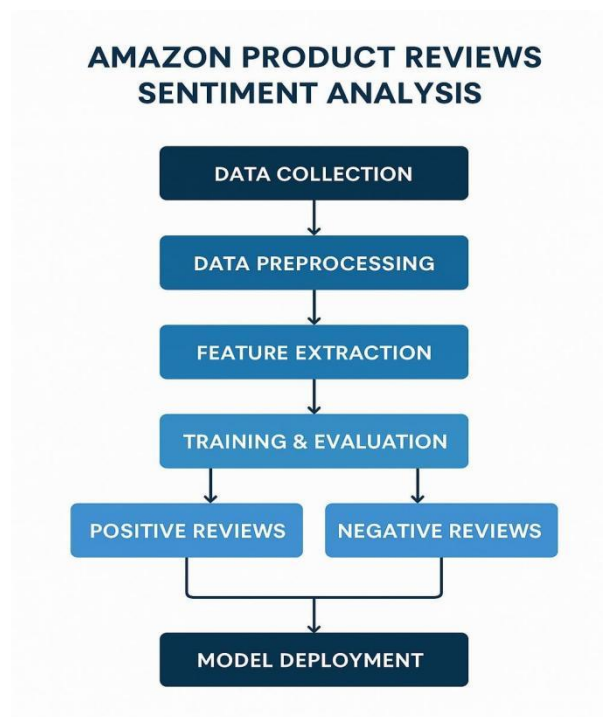 AMAZON PRODUCT REVIEWS
SENTIMENT ANALYSIS
DATA COLLECTION
DATA PREPROCESSING
FEATURE EXTRACTION
TRAINING & EVALUATION
POSITIVE REVIEWS
NEGATIVE REVIEWS
MODEL DEPLOYMENT